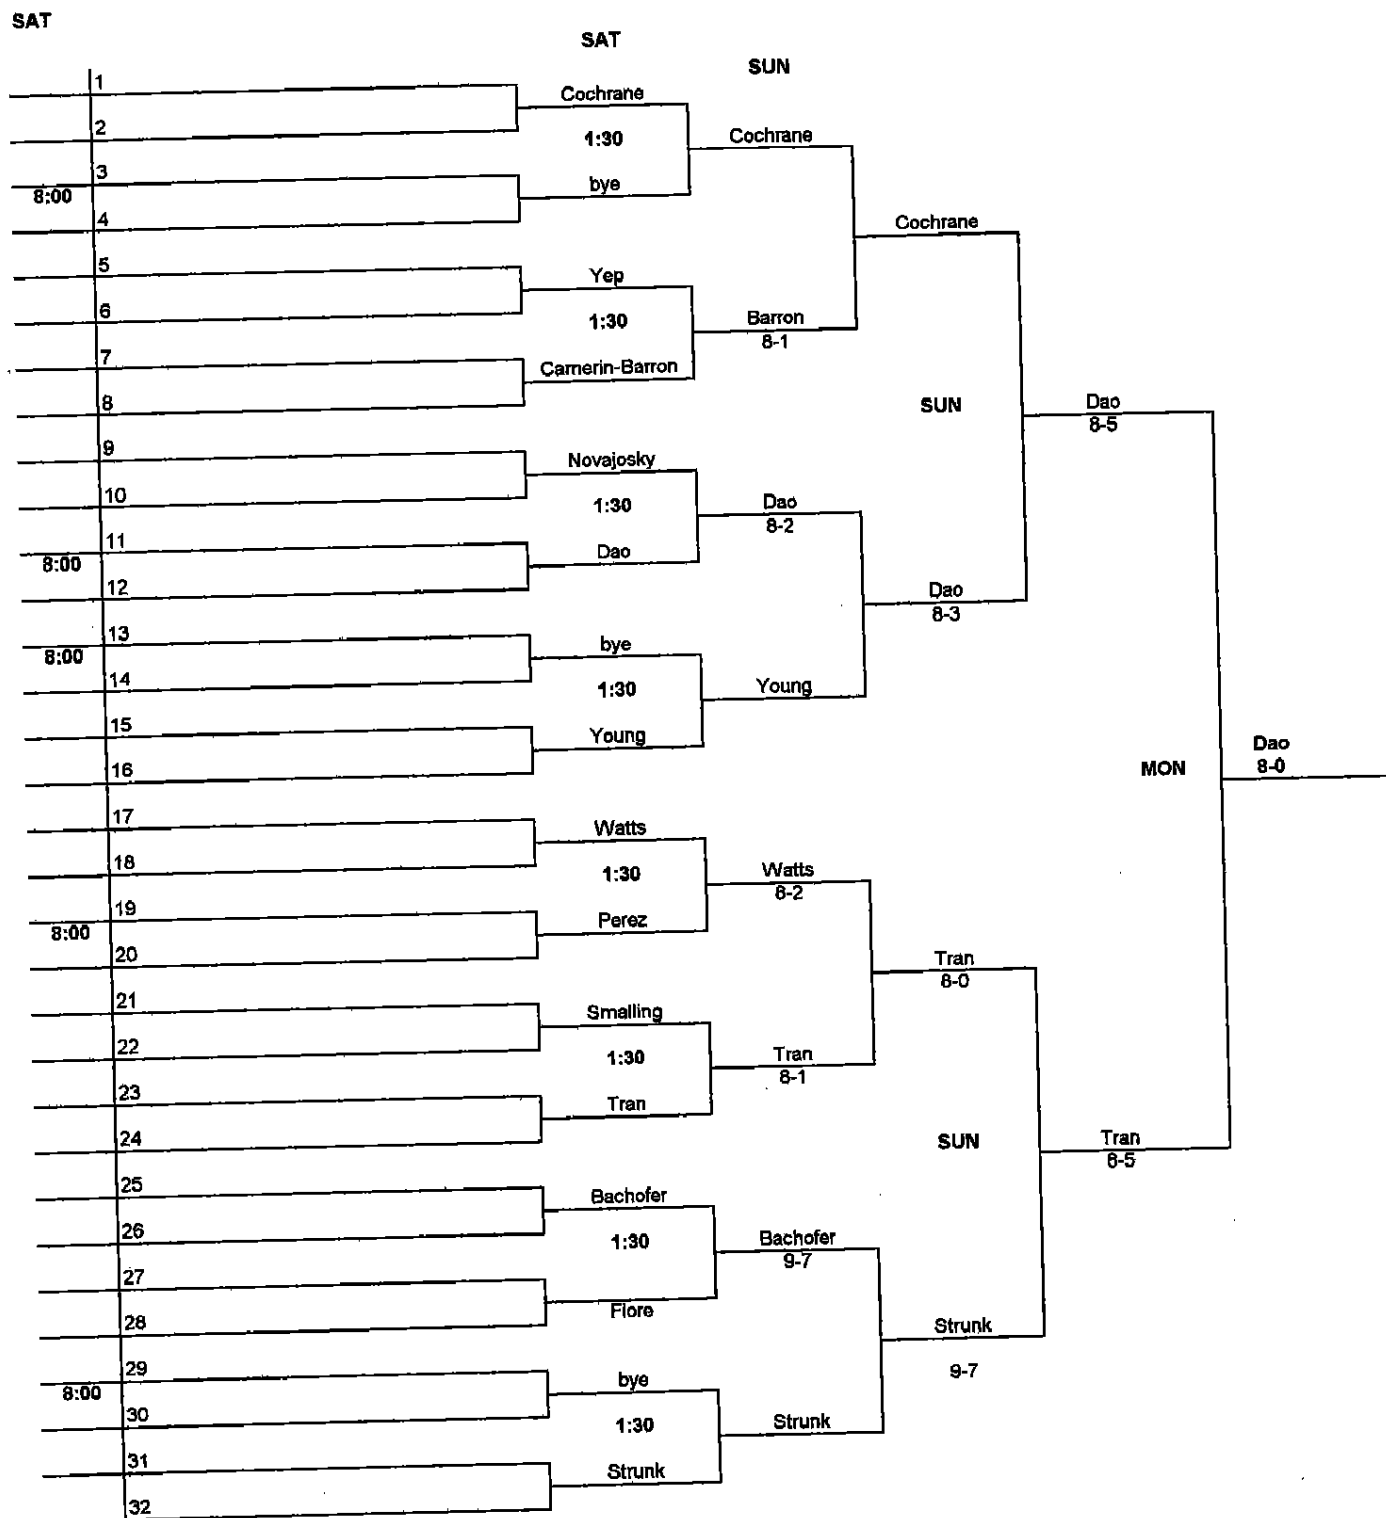 SAT
SAT
SUN
1
Cochrane
2
1:30
Cochrane
3
8:00
bye
4
Cochrane
5
Yep
6
1:30
Barron
8-1
7
Camerin-Barron
8
SUN
Dao
8-5
9
Novajosky
10
1:30
Dao
8-2
11
8:00
Dao
12
Dao
8-3
13
8:00
bye
14
1:30
Young
15
Young
16
MON
Dao
8-0
17
Watts
18
1:30
Watts
8-2
19
8:00
Perez
20
Tran
8-0
21
Smalling
22
1:30
Tran
8-1
23
Tran
24
SUN
Tran
8-5
25
Bachofer
26
1:30
Bachofer
9-7
27
Fiore
28
Strunk
9-7
29
8:00
bye
30
1:30
Strunk
31
Strunk
32